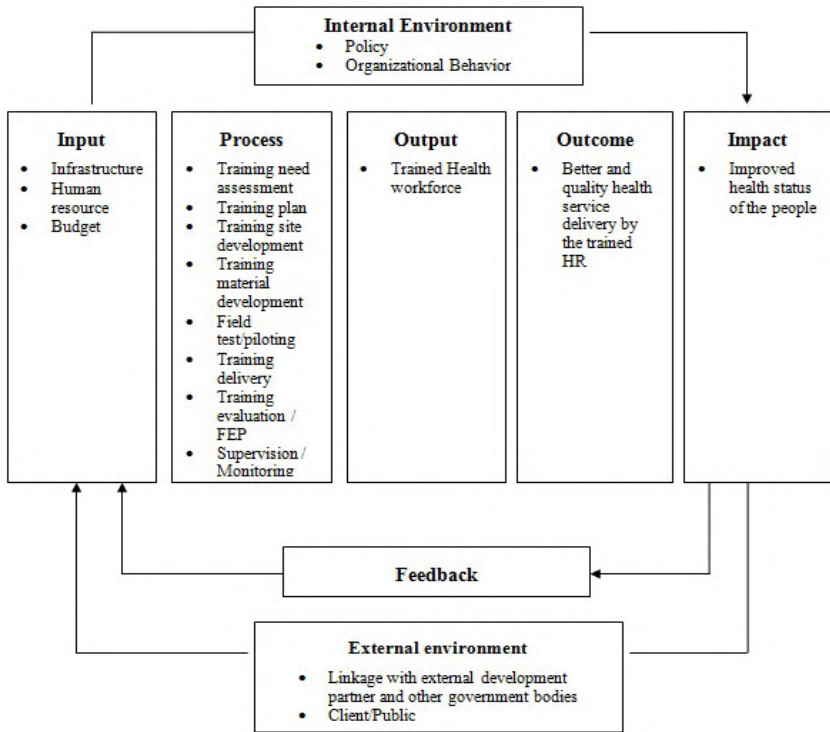 Internal Environment
• Policy
• Organizational Behavior
Input
• Infrastructure
• Human
resource
• Budget
Process
• Training need
assessment
• Training plan
• Training site
development
• Training
material
development
• Field
test/piloting
• Training
delivery
• Training
evaluation /
FEP
• Supervision /
Monitoring
Output
• Trained Health
workforce
Outcome
• Better and
quality health
service
delivery by
the trained
HR
Impact
• Improved
health status
of the people
Feedback
External environment
• Linkage with external development
partner and other government bodies
• Client/Public